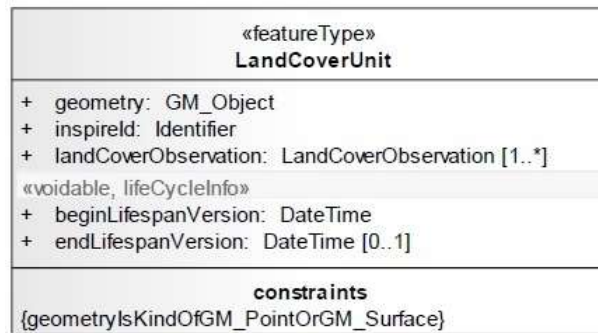 «featureType»
LandCoverUnit
+ geometry: GM_Object
+ inspireId: Identifier
+ landCoverObservation: LandCoverObservation [1..*]
«voidable, lifeCycleInfo»
+ beginLifespanVersion: DateTime
+ endLifespanVersion: DateTime [0..1]
constraints
{geometryIsKindOfGM_PointOrGM_Surface}